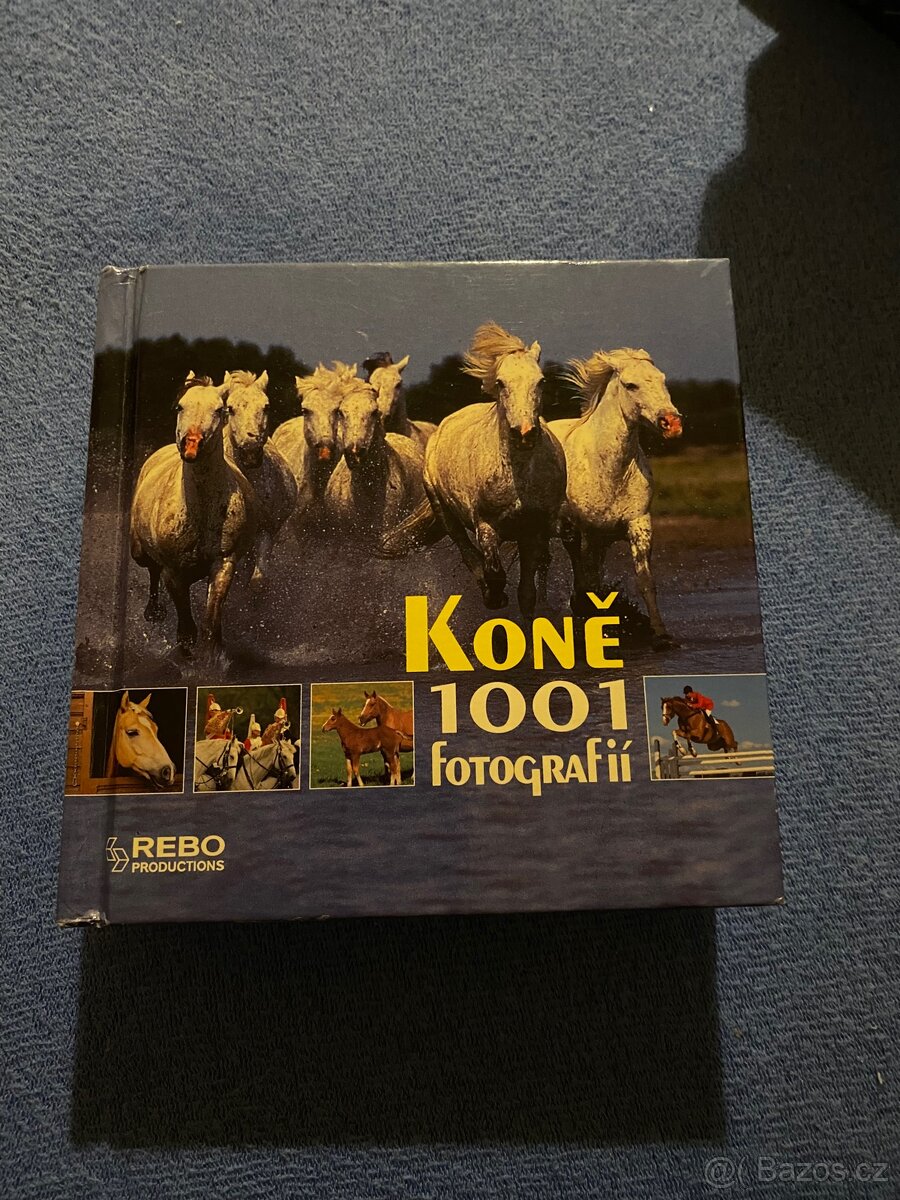 Koně
1001
fotografií
REBO
PRODUCTIONS
@( Bazos.cz